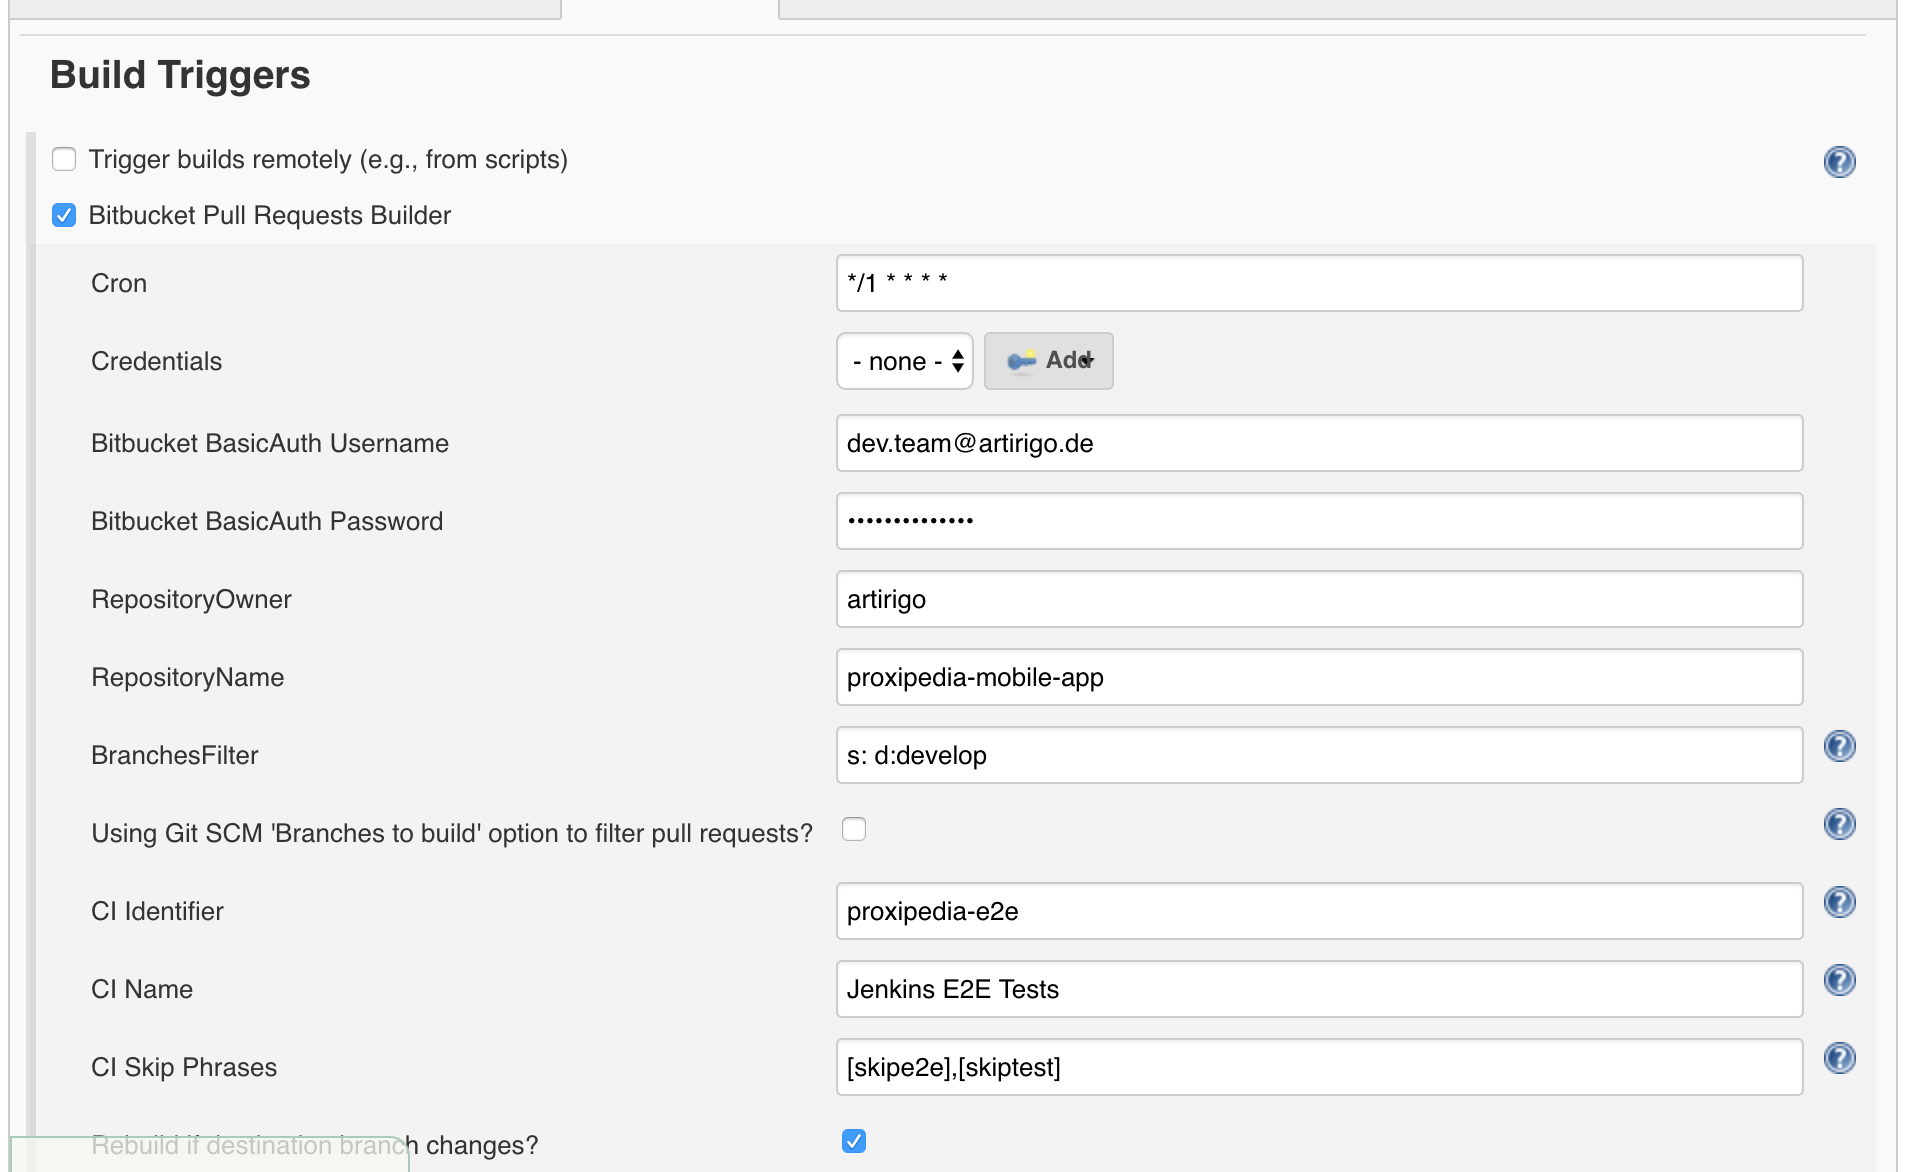 Build Triggers
Trigger builds remotely (e.g., from scripts)
Bitbucket Pull Requests Builder
Cron */1 * * * *
Credentials - none - Add
Bitbucket BasicAuth Username dev.team@artirigo.de
Bitbucket BasicAuth Password ••••••••••••••
RepositoryOwner artirigo
RepositoryName proxipedia-mobile-app
BranchesFilter s: d:develop
Using Git SCM 'Branches to build' option to filter pull requests?
CI Identifier proxipedia-e2e
CI Name Jenkins E2E Tests
CI Skip Phrases [skipe2e],[skiptest]
Rebuild if destination branch changes?